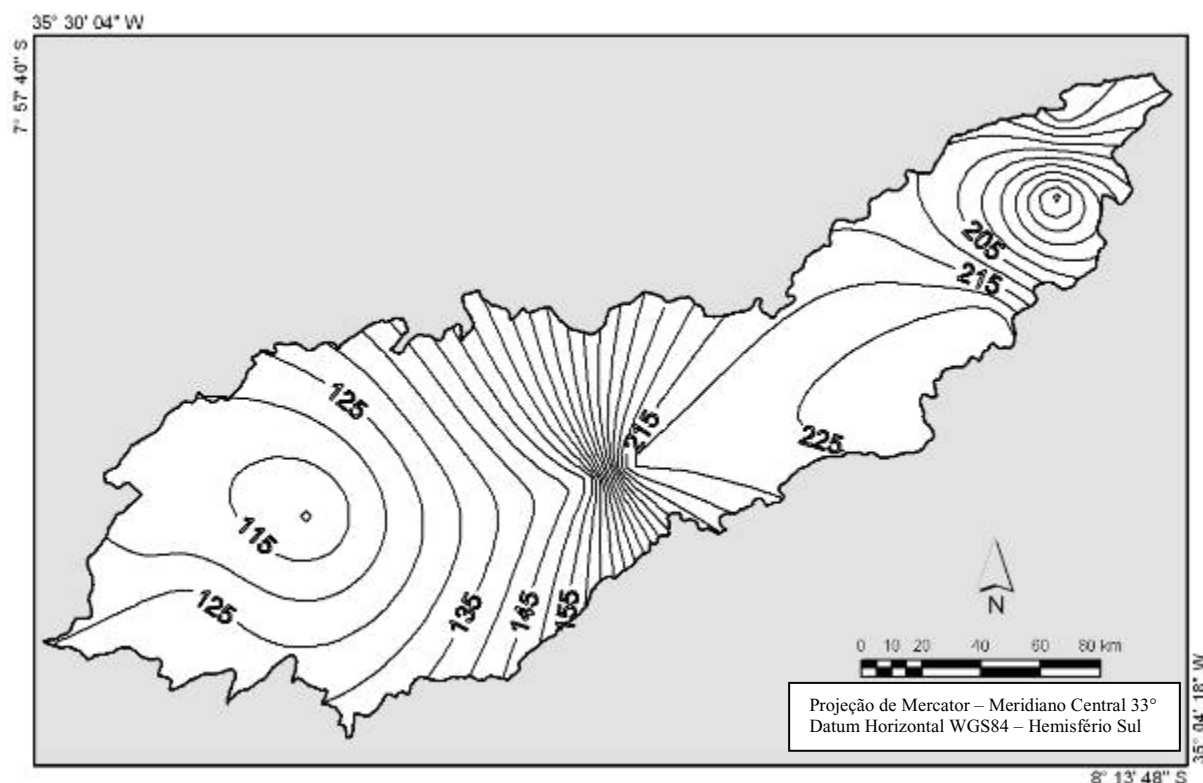 35° 30' 04" W
7° 57' 40" S
205
215
125
215
225
115
125
135
145
155
N
0 10 20 40 60 80 km
Projeção de Mercator – Meridiano Central 33°
Datum Horizontal WGS84 – Hemisfério Sul
35° 04' 18" W
8° 13' 48" S